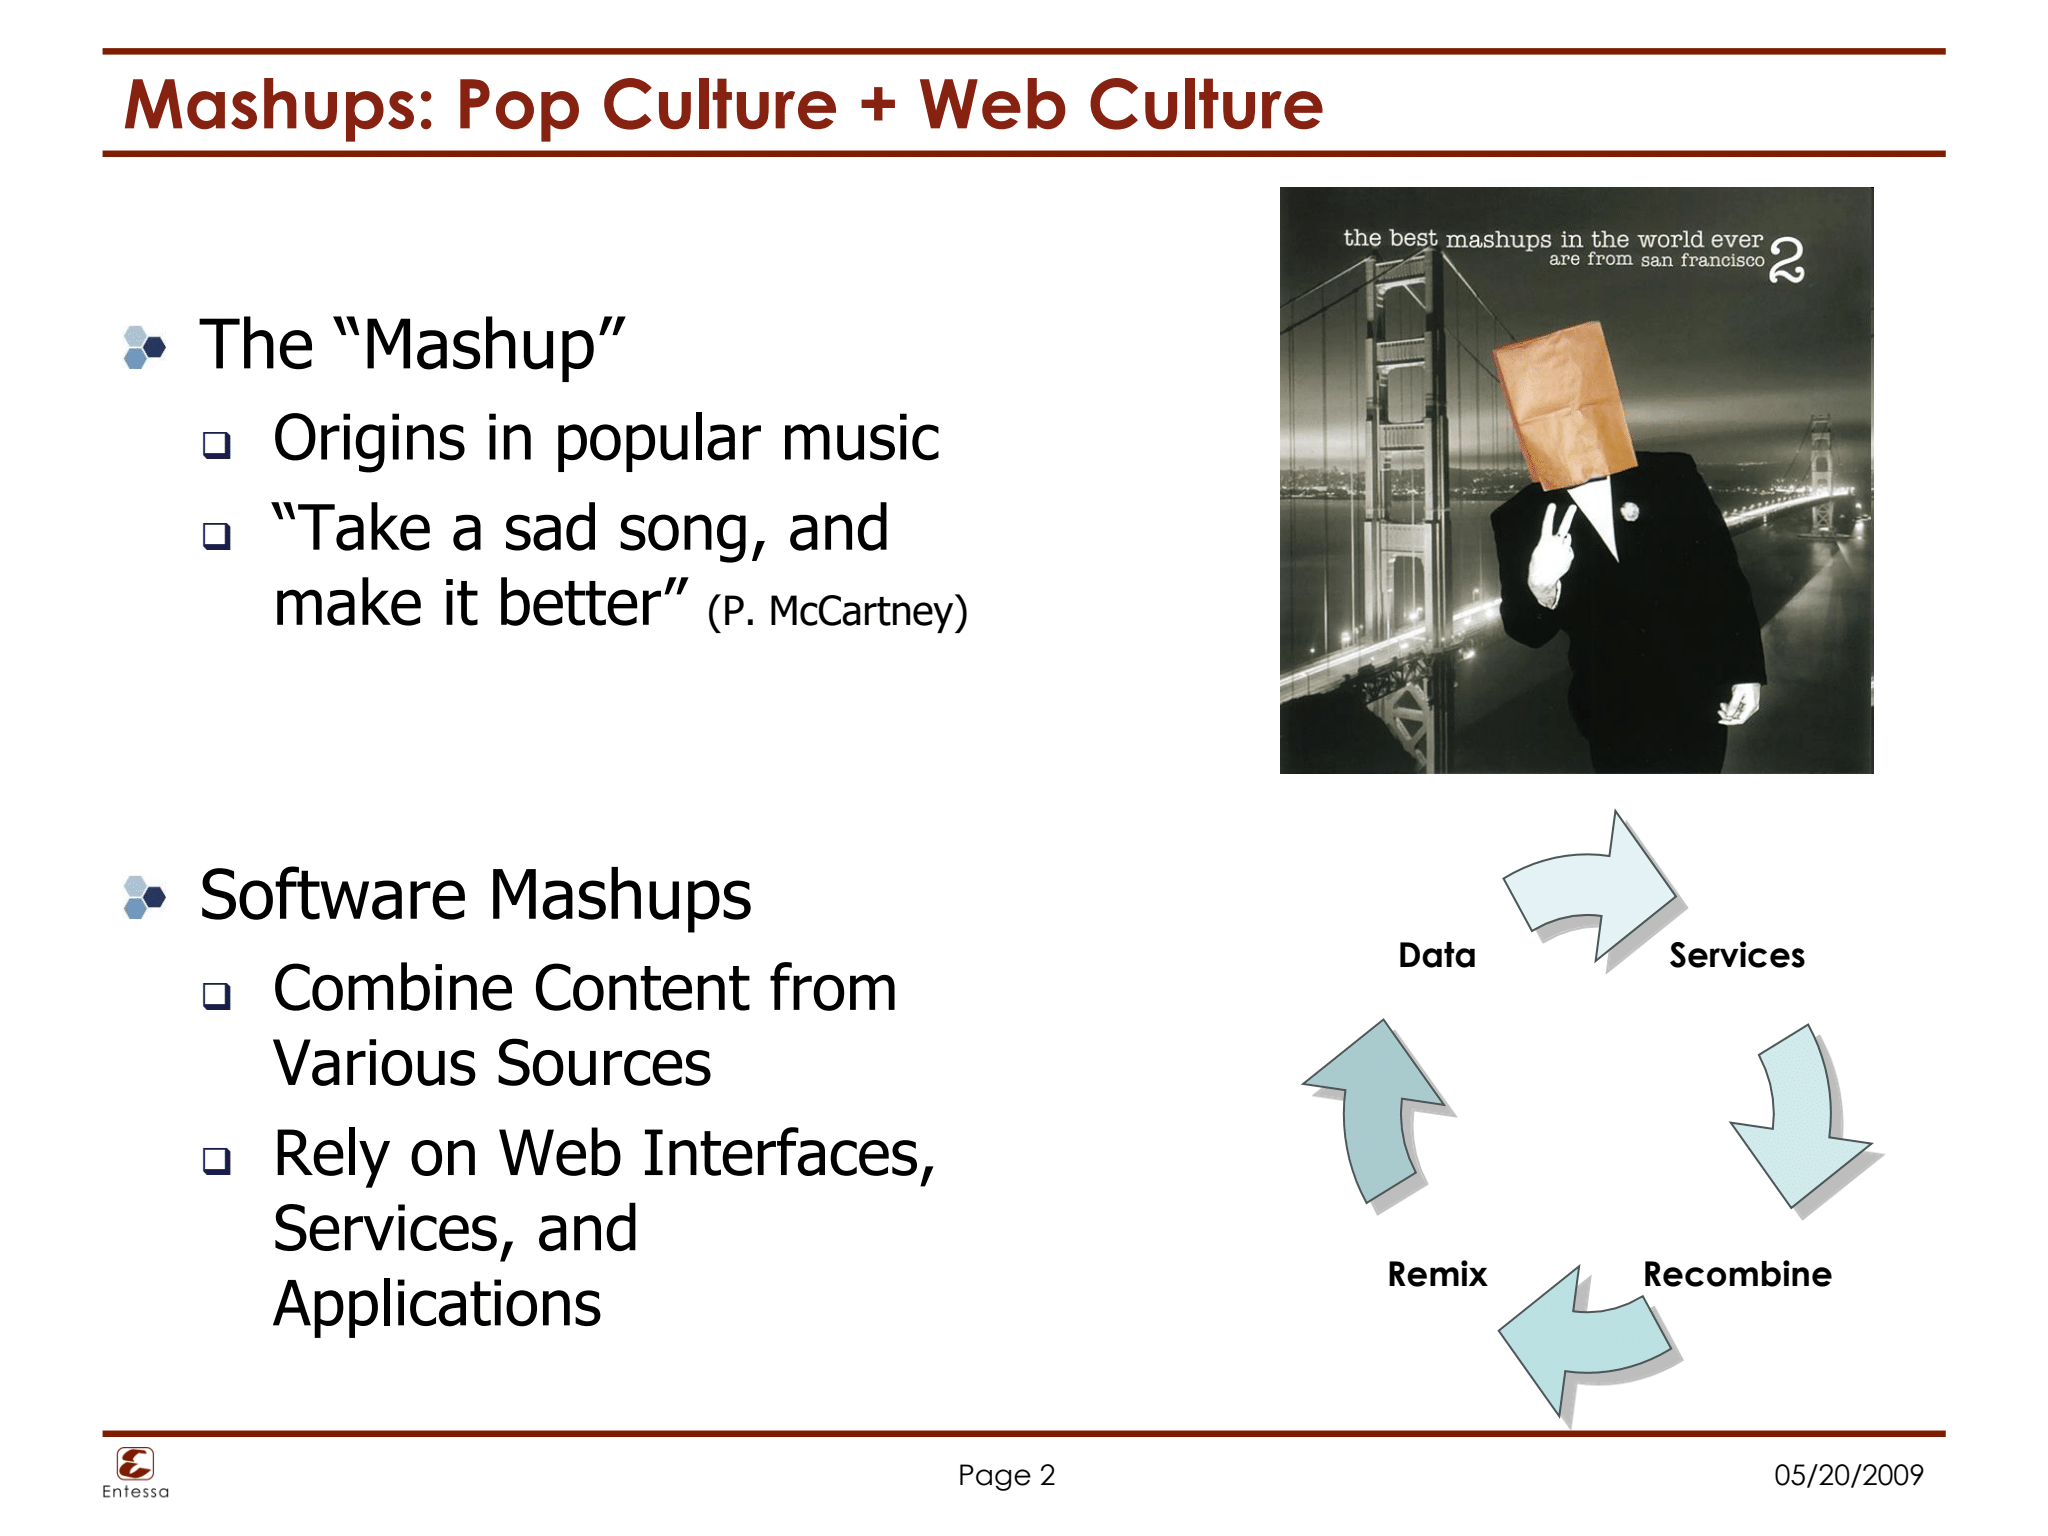 Mashups: Pop Culture + Web Culture
The “Mashup”
Origins in popular music
“Take a sad song, and
make it better” (P. McCartney)
the best mashups in the world ever
are from san francisco 2
Software Mashups
Combine Content from
Various Sources
Rely on Web Interfaces,
Services, and
Applications
Data
Services
Remix
Recombine
Entessa
Page 2
05/20/2009